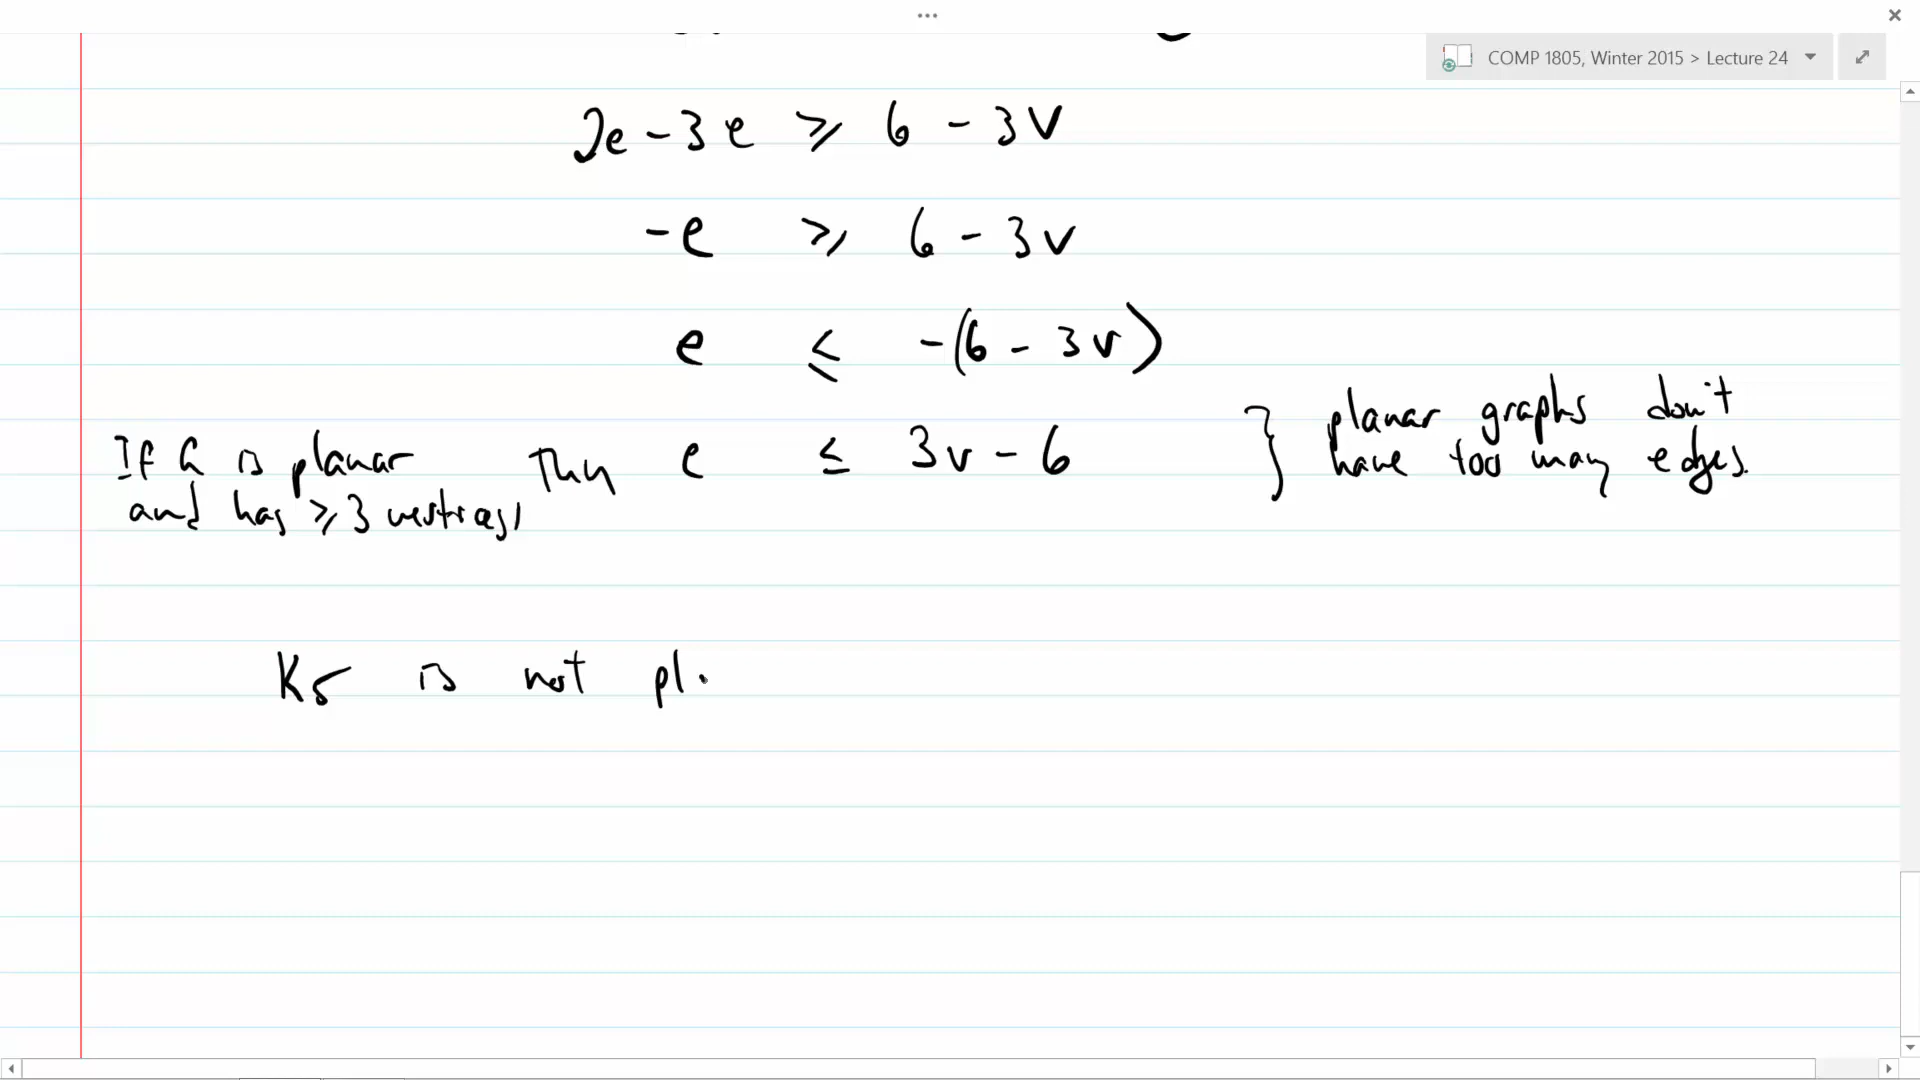 COMP 1805, Winter 2015 > Lecture 24
2e - 3e ≥ 6 - 3v
-e ≥ 6 - 3v
e ≤ -(6 - 3v)
If G is planar and has ≥ 3 vertices, then e ≤ 3v - 6 } planar graphs don't have too many edges.
K5 is not pl